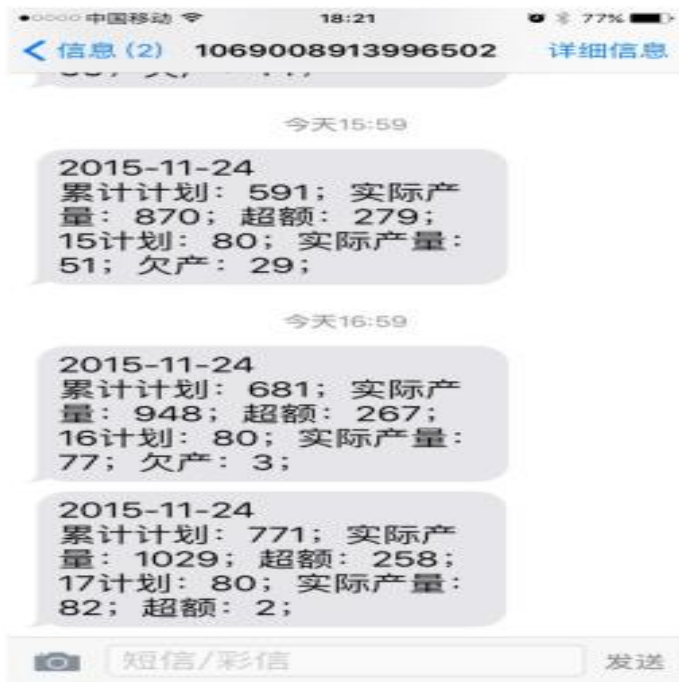 中国移动 18:21 77%
信息(2) 1069008913996502 详细信息
今天15:59
2015-11-24
累计计划：591；实际产
量：870；超额：279；
15计划：80；实际产量：
51；欠产：29；
今天16:59
2015-11-24
累计计划：681；实际产
量：948；超额：267；
16计划：80；实际产量：
77；欠产：3；
2015-11-24
累计计划：771；实际产
量：1029；超额：258；
17计划：80；实际产量：
82；超额：2；
短信/彩信 发送